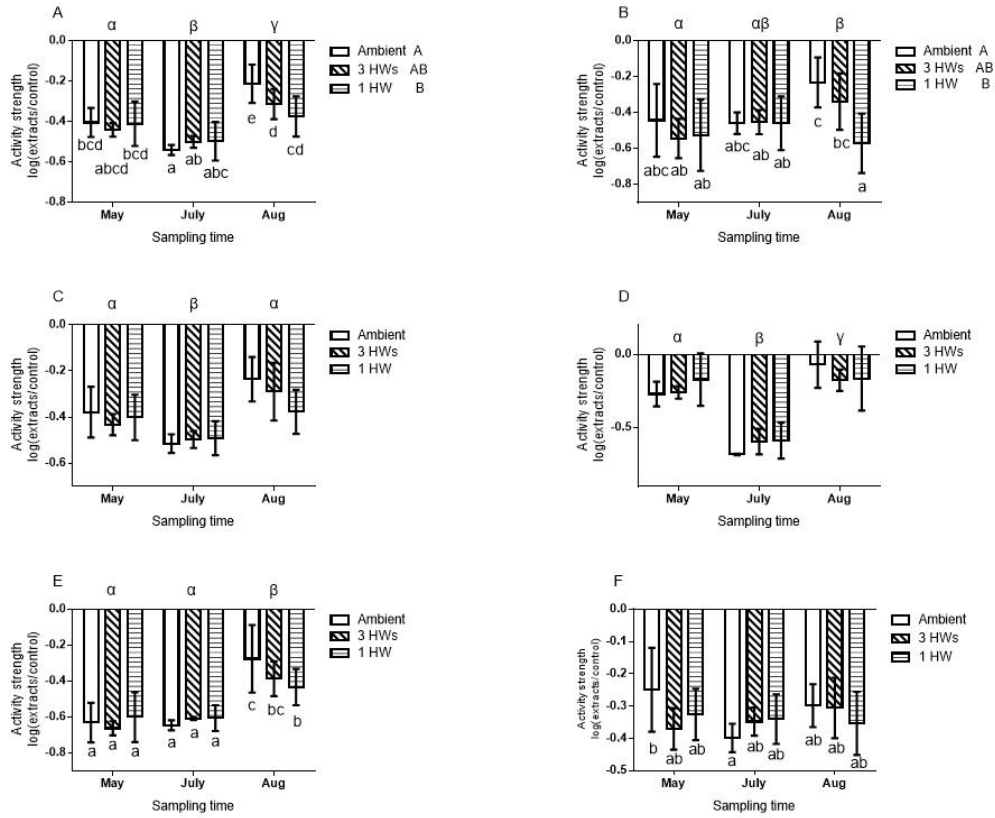 A
α β γ
Ambient A
3 HWs AB
1 HW B
Activity strength
log(extracts/control)
0.0
-0.2
-0.4
-0.6
-0.8
bcd abcd bcd a ab abc e d cd
May July Aug
Sampling time
B
α αβ β
Ambient A
3 HWs AB
1 HW B
Activity strength
log(extracts/control)
0.0
-0.2
-0.4
-0.6
-0.8
abc ab ab abc ab ab c bc a
May July Aug
Sampling time
C
α β α
Ambient
3 HWs
1 HW
Activity strength
log(extracts/control)
0.0
-0.2
-0.4
-0.6
May July Aug
Sampling time
D
α β γ
Ambient
3 HWs
1 HW
Activity strength
log(extracts/control)
0.0
-0.5
May July Aug
Sampling time
E
α α β
Ambient
3 HWs
1 HW
Activity strength
log(extracts/control)
0.0
-0.2
-0.4
-0.6
-0.8
a a a a a a c bc b
May July Aug
Sampling time
F
Ambient
3 HWs
1 HW
Activity strength
log(extracts/control)
0.0
-0.1
-0.2
-0.3
-0.4
-0.5
b ab ab a ab ab ab ab ab
May July Aug
Sampling time